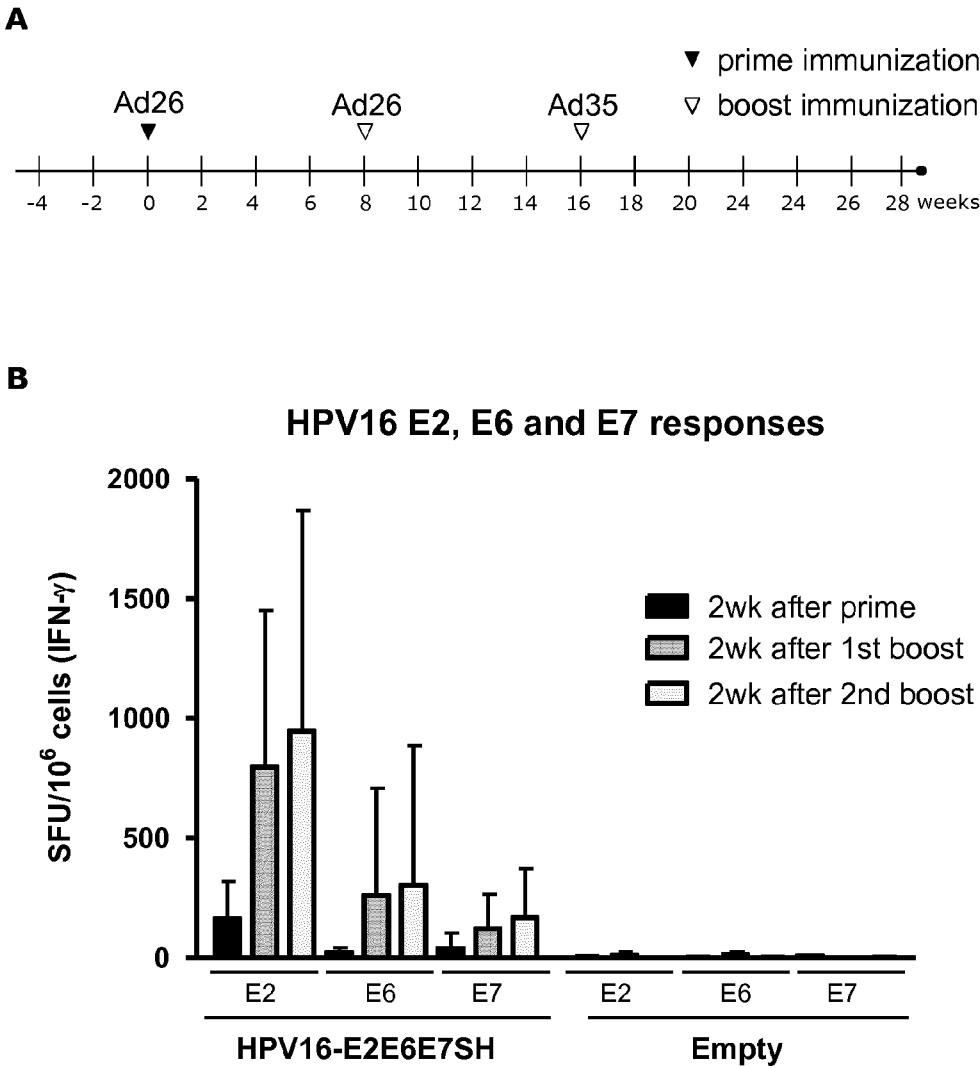 A
▼ prime immunization
▽ boost immunization
Ad26 Ad26 Ad35
-4 -2 0 2 4 6 8 10 12 14 16 18 20 24 24 26 28 weeks
B
HPV16 E2, E6 and E7 responses
SFU/10⁶ cells (IFN-γ)
2000
1500
1000
500
0
2wk after prime
2wk after 1st boost
2wk after 2nd boost
E2 E6 E7 E2 E6 E7
HPV16-E2E6E7SH Empty